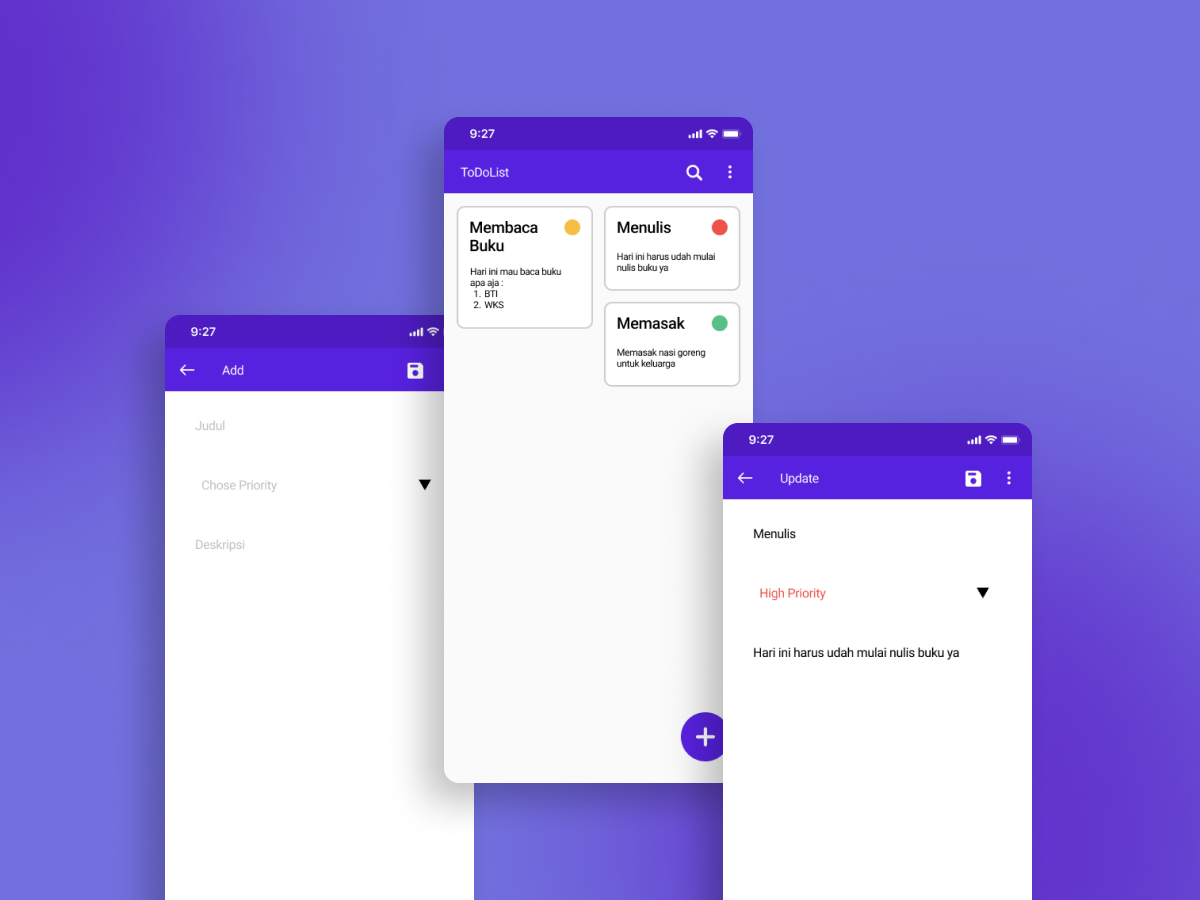 9:27
Add
Judul
Chose Priority
Deskripsi
9:27
ToDoList
Membaca
Buku
Hari ini mau baca buku
apa aja :
1. BTI
2. WKS
Menulis
Hari ini harus udah mulai
nulis buku ya
Memasak
Memasak nasi goreng
untuk keluarga
9:27
Update
Menulis
High Priority
Hari ini harus udah mulai nulis buku ya